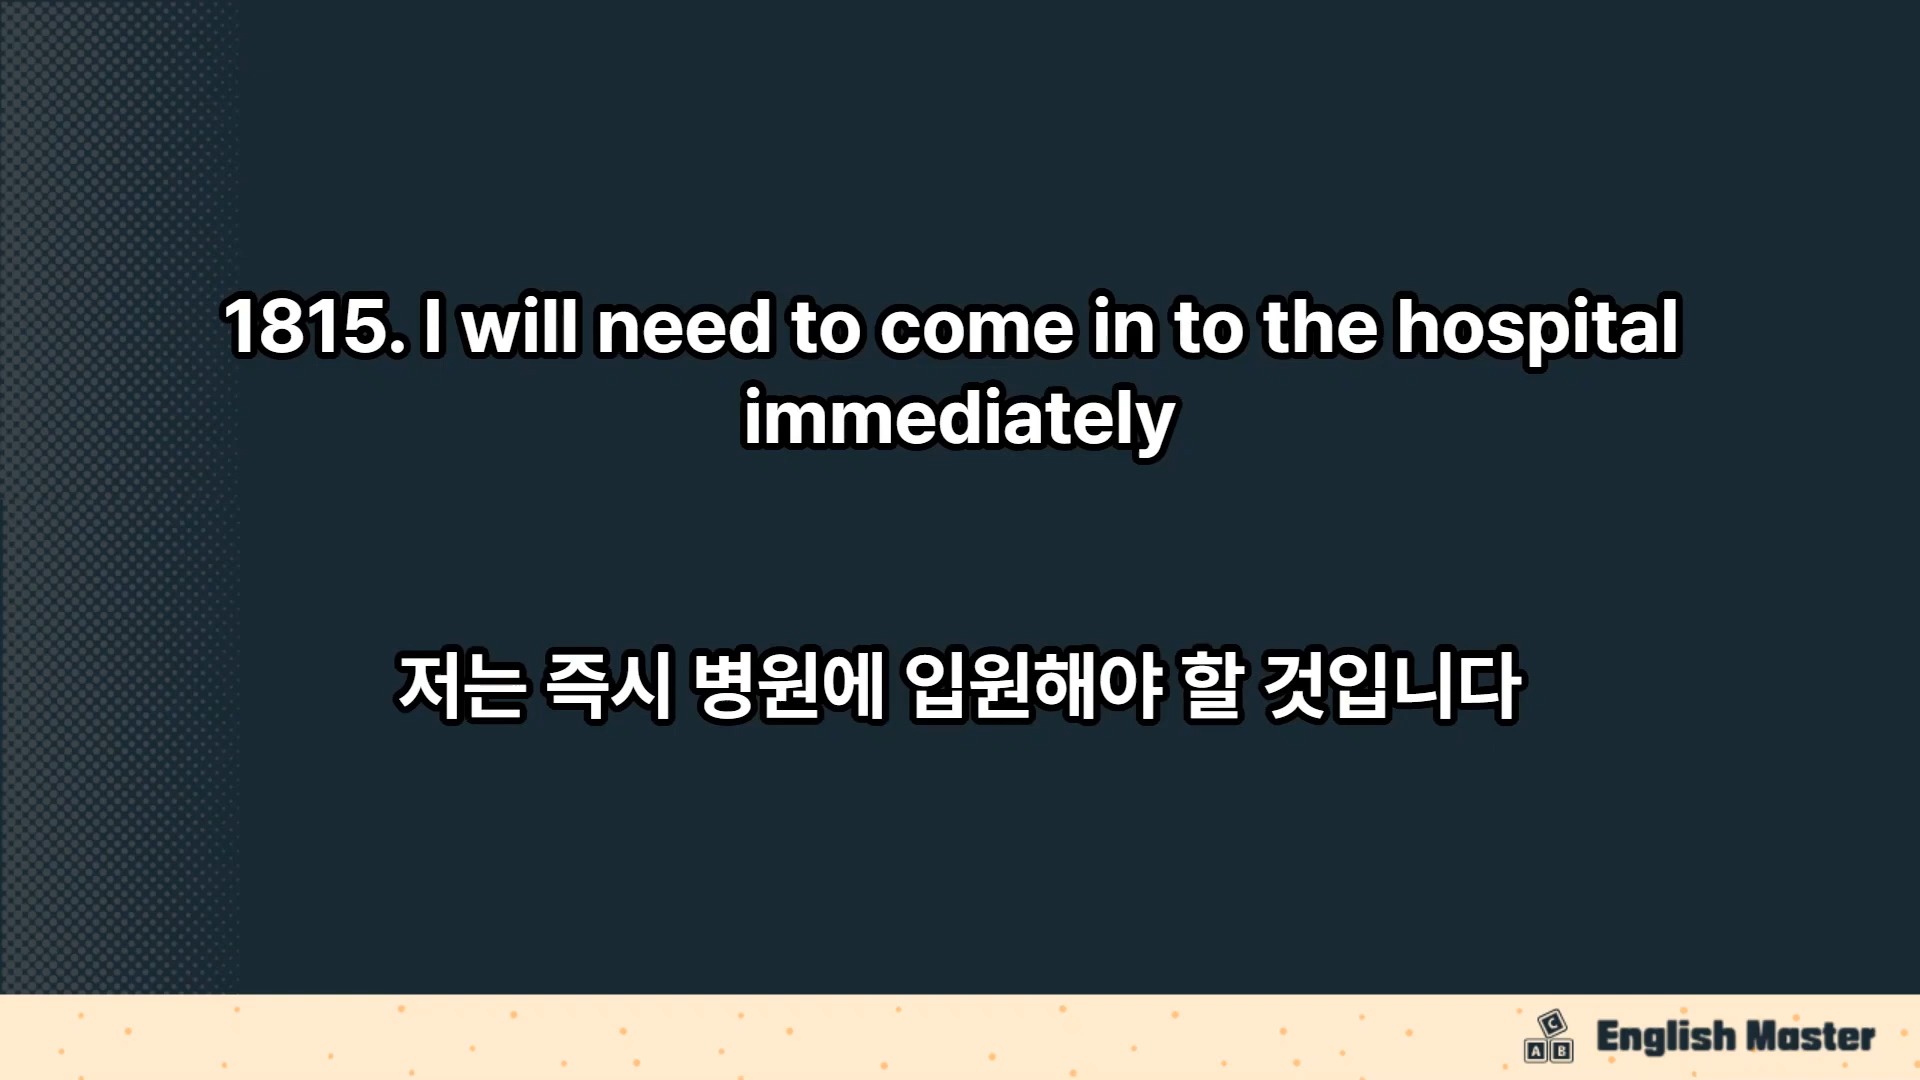 1815. I will need to come in to the hospital
immediately
저는 즉시 병원에 입원해야 할 것입니다
C
A B
English Master